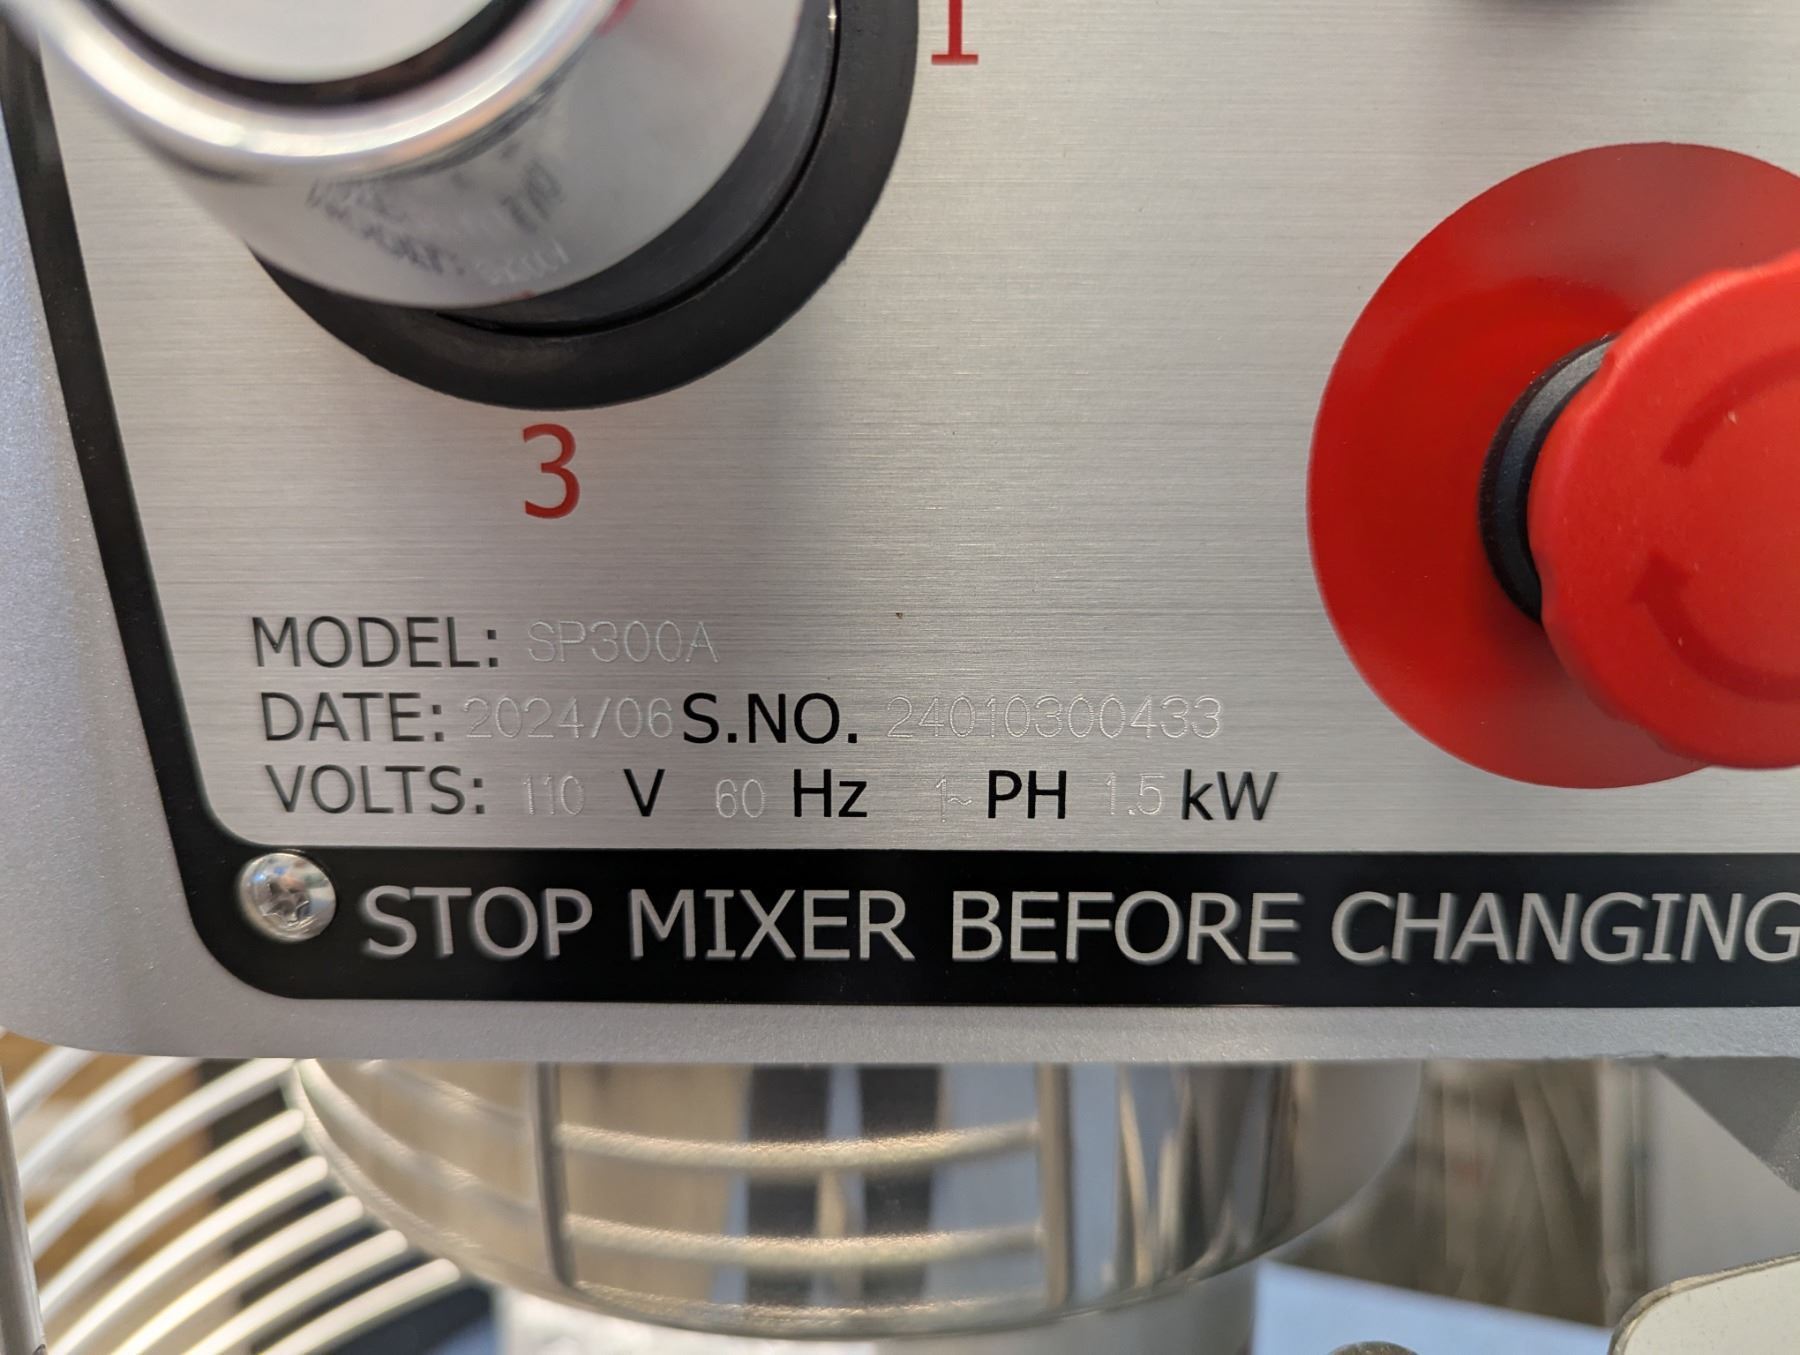 1
3
MODEL: SP300A
DATE: 2024/06 S.NO. 24010300433
VOLTS: 110 V 60 Hz 1~ PH 1.5 kW
STOP MIXER BEFORE CHANGING